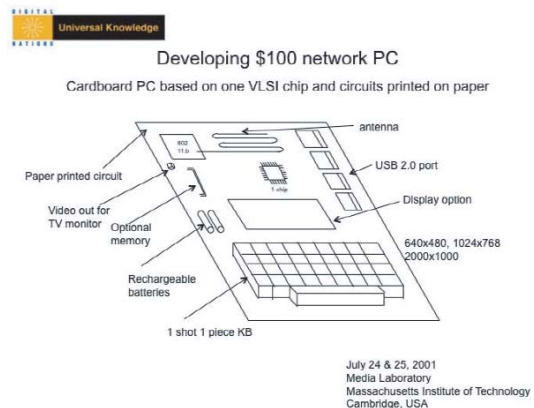 DIGITAL
Universal Knowledge
NATIONS
Developing $100 network PC
Cardboard PC based on one VLSI chip and circuits printed on paper
antenna
802
11.b
USB 2.0 port
Paper printed circuit
1 chip
Display option
Video out for
TV monitor
Optional
memory
640x480, 1024x768
2000x1000
Rechargeable
batteries
1 shot 1 piece KB
July 24 & 25, 2001
Media Laboratory
Massachusetts Institute of Technology
Cambridge, USA